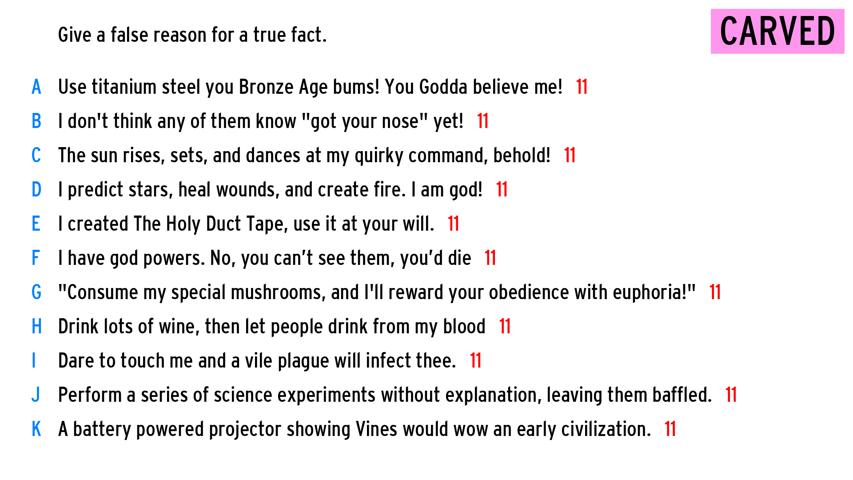 Give a false reason for a true fact.
CARVED
A Use titanium steel you Bronze Age bums! You Godda believe me! 11
B I don't think any of them know "got your nose" yet! 11
C The sun rises, sets, and dances at my quirky command, behold! 11
D I predict stars, heal wounds, and create fire. I am god! 11
E I created The Holy Duct Tape, use it at your will. 11
F I have god powers. No, you can’t see them, you’d die 11
G "Consume my special mushrooms, and I'll reward your obedience with euphoria!" 11
H Drink lots of wine, then let people drink from my blood 11
I Dare to touch me and a vile plague will infect thee. 11
J Perform a series of science experiments without explanation, leaving them baffled. 11
K A battery powered projector showing Vines would wow an early civilization. 11